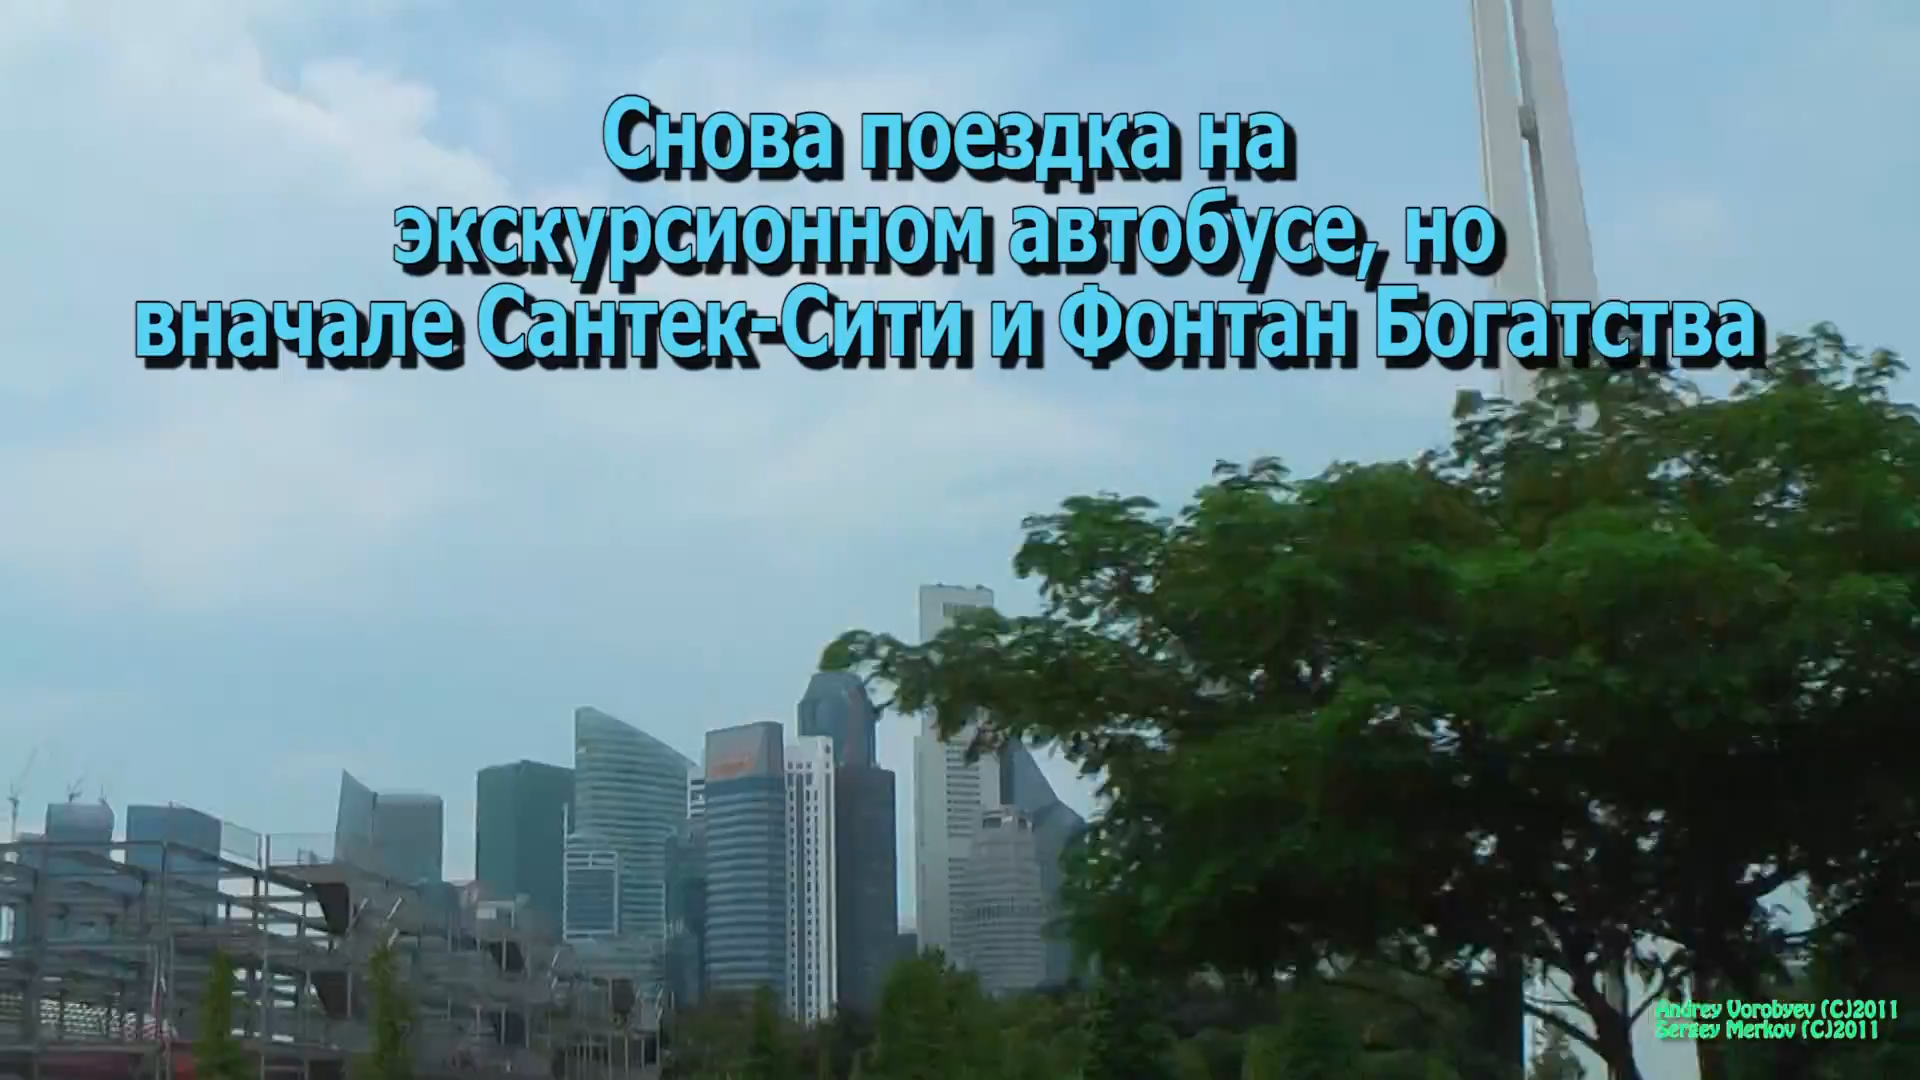 Снова поездка на
экскурсионном автобусе, но
вначале Сантек-Сити и Фонтан Богатства
Andrey Vorobyev (C)2011
Sergey Merkov (C)2011